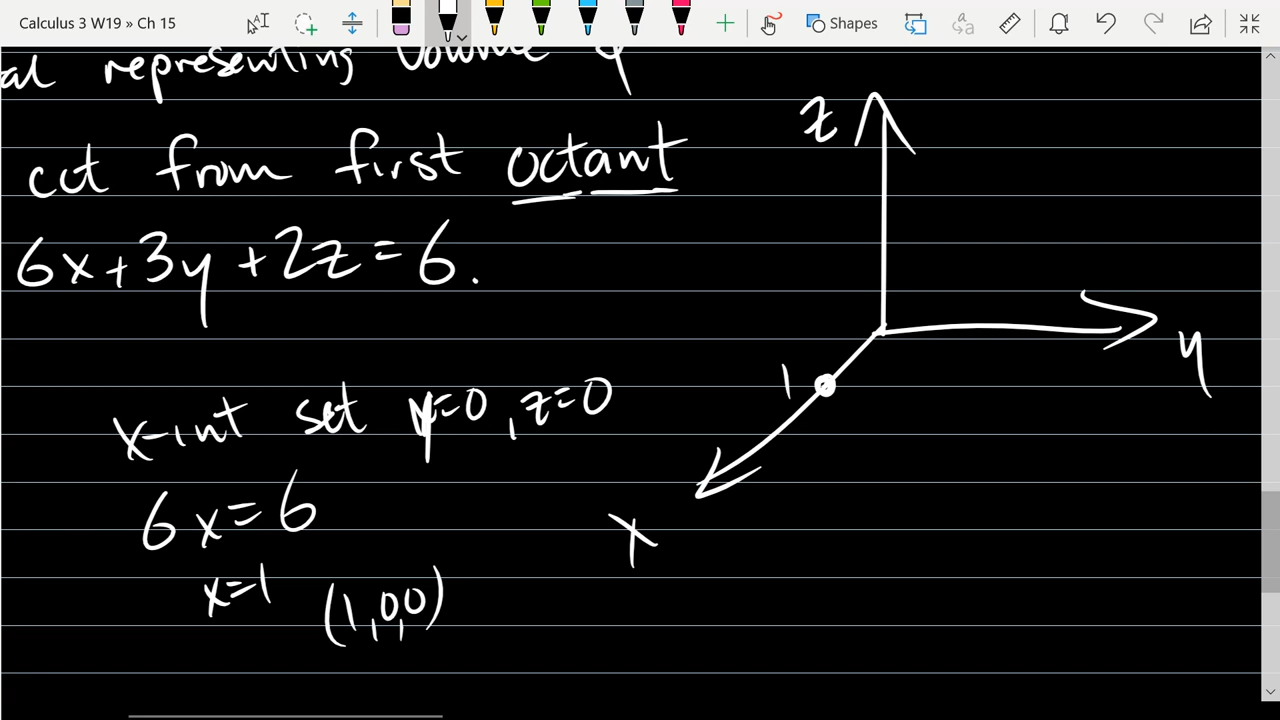 Calculus 3 W19 » Ch 15
Shapes
al representing Volume of
cut from first octant
6x+3y+2z=6.
x-int set y=0, z=0
6x=6
x=1 (1,0,0)
z
y
1
x